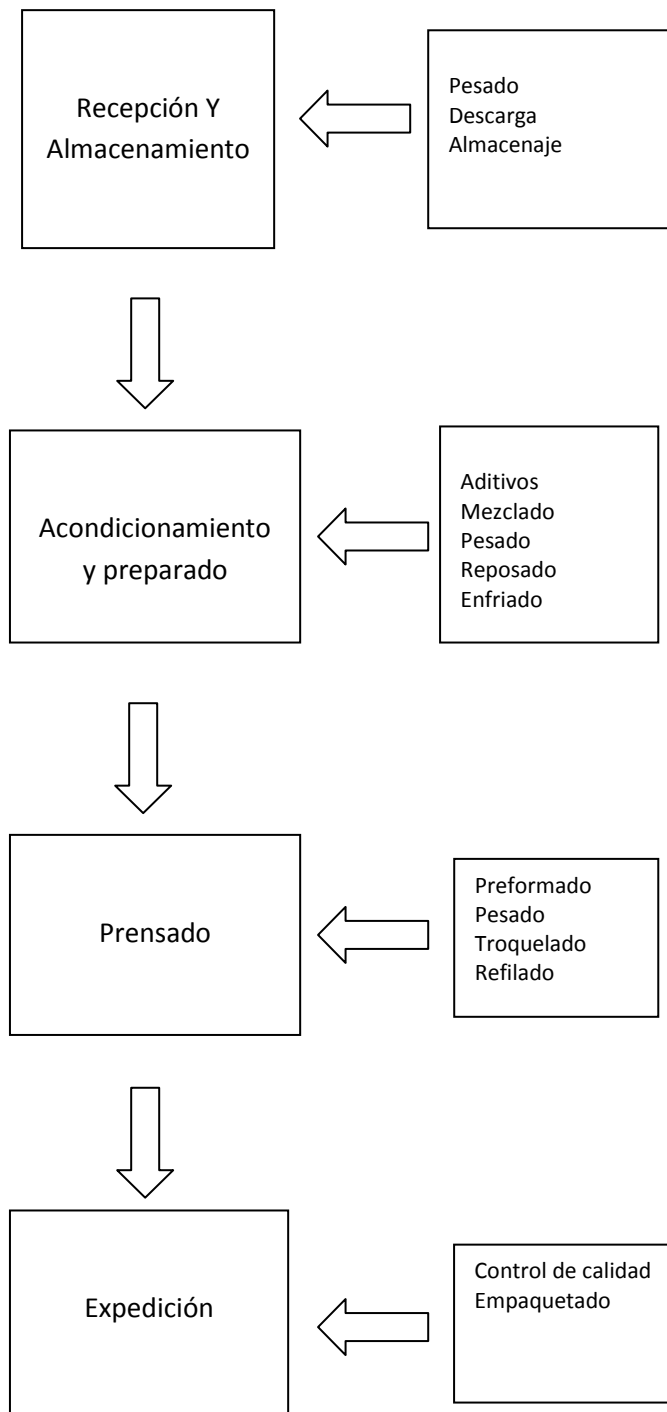 Recepción Y
Almacenamiento
Pesado
Descarga
Almacenaje
Acondicionamiento
y preparado
Aditivos
Mezclado
Pesado
Reposado
Enfriado
Prensado
Preformado
Pesado
Troquelado
Refilado
Expedición
Control de calidad
Empaquetado